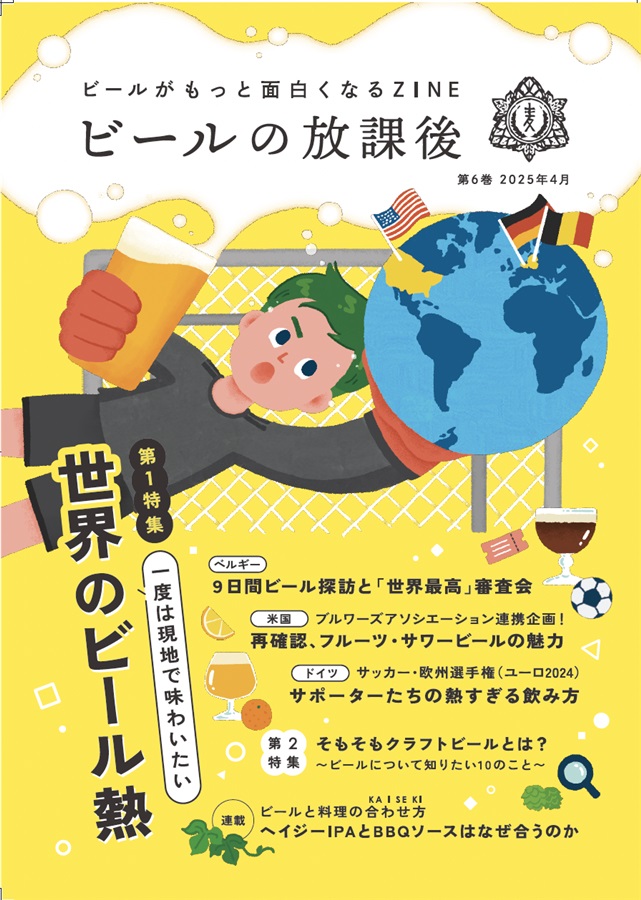 ビールがもっと面白くなるZINE
ビールの放課後
麦
第6巻 2025年4月
第1特集
世界のビール熱
一度は現地で味わいたい
ベルギー
9日間ビール探訪と「世界最高」審査会
米国 ブルワーズアソシエーション連携企画!
再確認、フルーツ・サワービールの魅力
ドイツ サッカー・欧州選手権(ユーロ2024)
サポーターたちの熱すぎる飲み方
第2特集 そもそもクラフトビールとは?
~ビールについて知りたい10のこと~
KAISEKI
連載 ビールと料理の合わせ方
ヘイジーIPAとBBQソースはなぜ合うのか